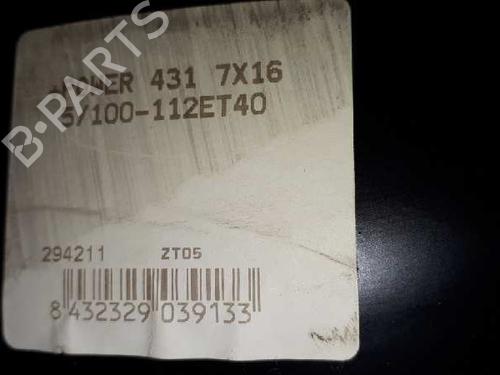 B-PARTS
431 7X16
5/100-112ET40
294211 ZT05
8 432329 039133